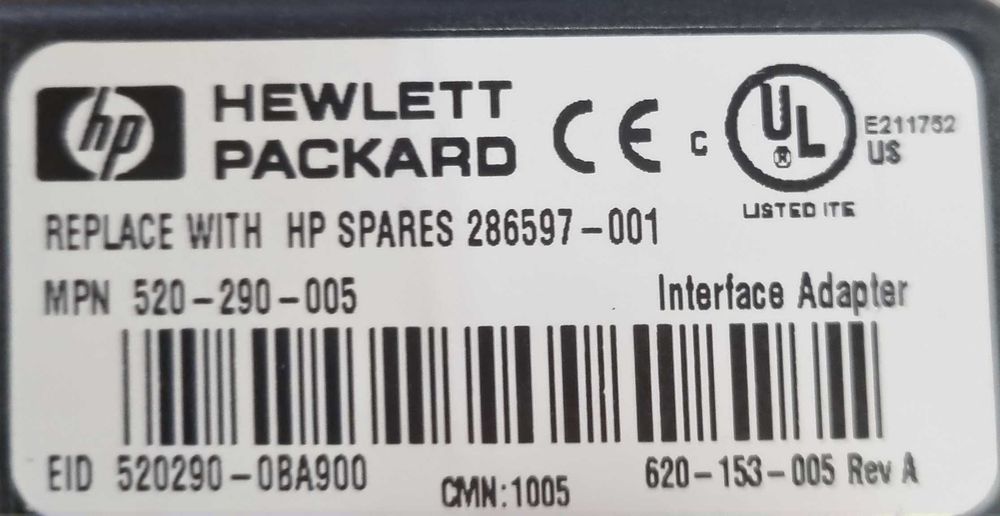 hp HEWLETT
PACKARD
CE
C UL ® E211752
US
LISTED ITE
REPLACE WITH HP SPARES 286597-001
MPN 520-290-005
Interface Adapter
EID 520290-0BA900
CMN:1005
620-153-005 Rev A